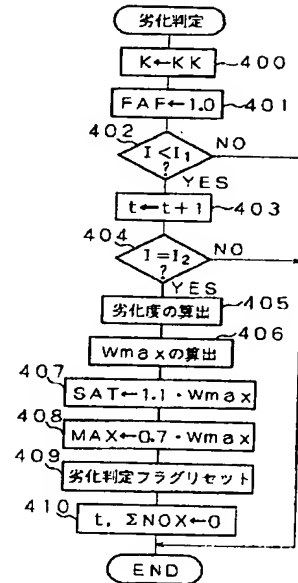 劣化判定
K←KK
400
FAF←1.0
401
402
I<I₁
?
NO
YES
t←t+1
403
404
I=I₂
?
NO
YES
劣化度の算出
405
Wmaxの算出
406
407
SAT←1.1·Wmax
408
MAX←0.7·Wmax
409
劣化判定フラグリセット
410
t, ΣNOX←0
END